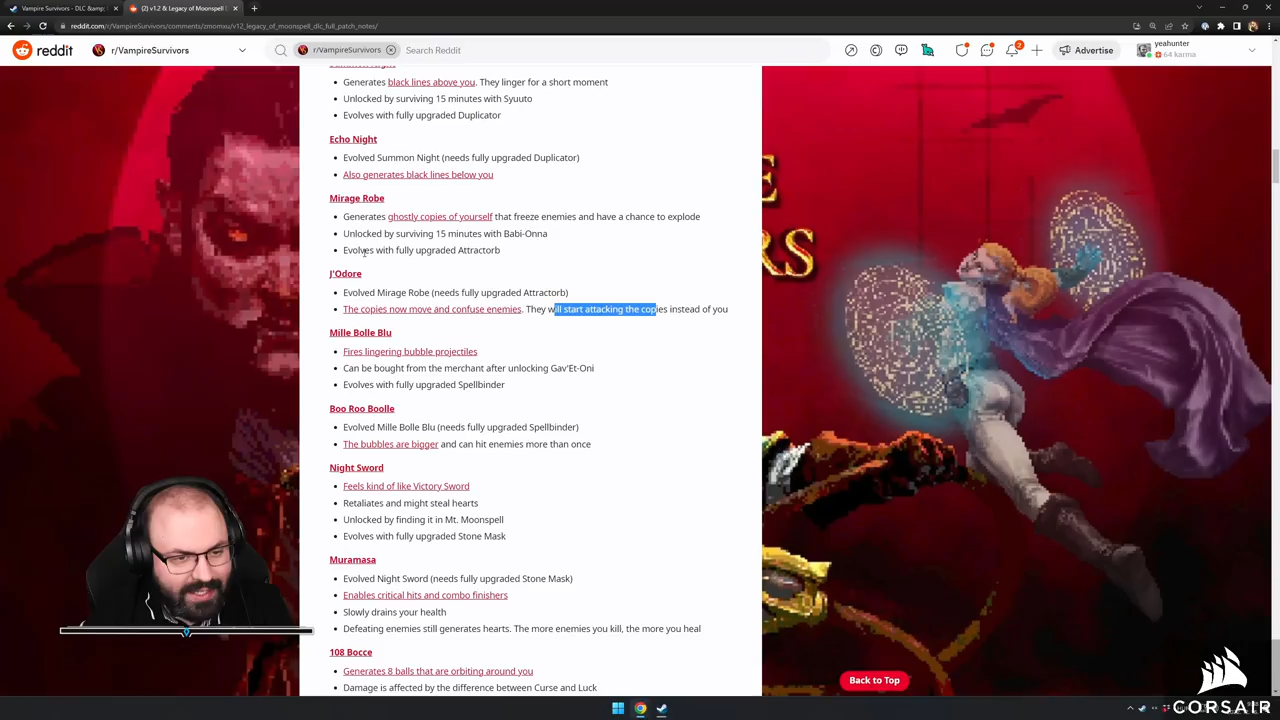 Vampire Survivors - DLC &amp;
(2) v1.2 & Legacy of Moonspell D
reddit.com/r/VampireSurvivors/comments/zmomxu/v12_legacy_of_moonspell_dlc_full_patch_notes/
reddit
r/VampireSurvivors
r/VampireSurvivors
Search Reddit
2
Advertise
yeahunter
64 karma
Generates black lines above you. They linger for a short moment
Unlocked by surviving 15 minutes with Syuuto
Evolves with fully upgraded Duplicator
Echo Night
Evolved Summon Night (needs fully upgraded Duplicator)
Also generates black lines below you
Mirage Robe
Generates ghostly copies of yourself that freeze enemies and have a chance to explode
Unlocked by surviving 15 minutes with Babi-Onna
Evolves with fully upgraded Attractorb
J'Odore
Evolved Mirage Robe (needs fully upgraded Attractorb)
The copies now move and confuse enemies. They will start attacking the copies instead of you
Mille Bolle Blu
Fires lingering bubble projectiles
Can be bought from the merchant after unlocking Gav'Et-Oni
Evolves with fully upgraded Spellbinder
Boo Roo Boolle
Evolved Mille Bolle Blu (needs fully upgraded Spellbinder)
The bubbles are bigger and can hit enemies more than once
Night Sword
Feels kind of like Victory Sword
Retaliates and might steal hearts
Unlocked by finding it in Mt. Moonspell
Evolves with fully upgraded Stone Mask
Muramasa
Evolved Night Sword (needs fully upgraded Stone Mask)
Enables critical hits and combo finishers
Slowly drains your health
Defeating enemies still generates hearts. The more enemies you kill, the more you heal
108 Bocce
Generates 8 balls that are orbiting around you
Damage is affected by the difference between Curse and Luck
Back to Top
CORSAIR